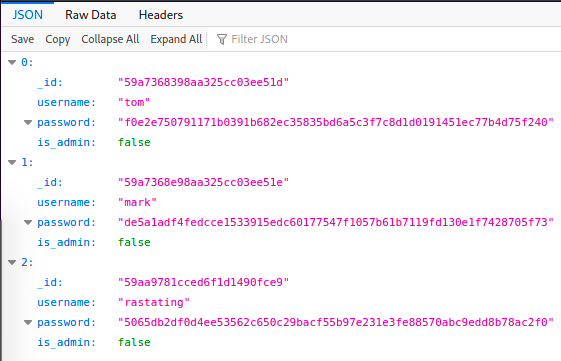 JSON Raw Data Headers
Save Copy Collapse All Expand All Filter JSON
0:
_id: "59a7368398aa325cc03ee51d"
username: "tom"
password: "f0e2e750791171b0391b682ec35835bd6a5c3f7c8d1d0191451ec77b4d75f240"
is_admin: false
1:
_id: "59a7368e98aa325cc03ee51e"
username: "mark"
password: "de5a1adf4fedcce1533915edc60177547f1057b61b7119fd130e1f7428705f73"
is_admin: false
2:
_id: "59aa9781cced6f1d1490fce9"
username: "rastating"
password: "5065db2df0d4ee53562c650c29bacf55b97e231e3fe88570abc9edd8b78ac2f0"
is_admin: false